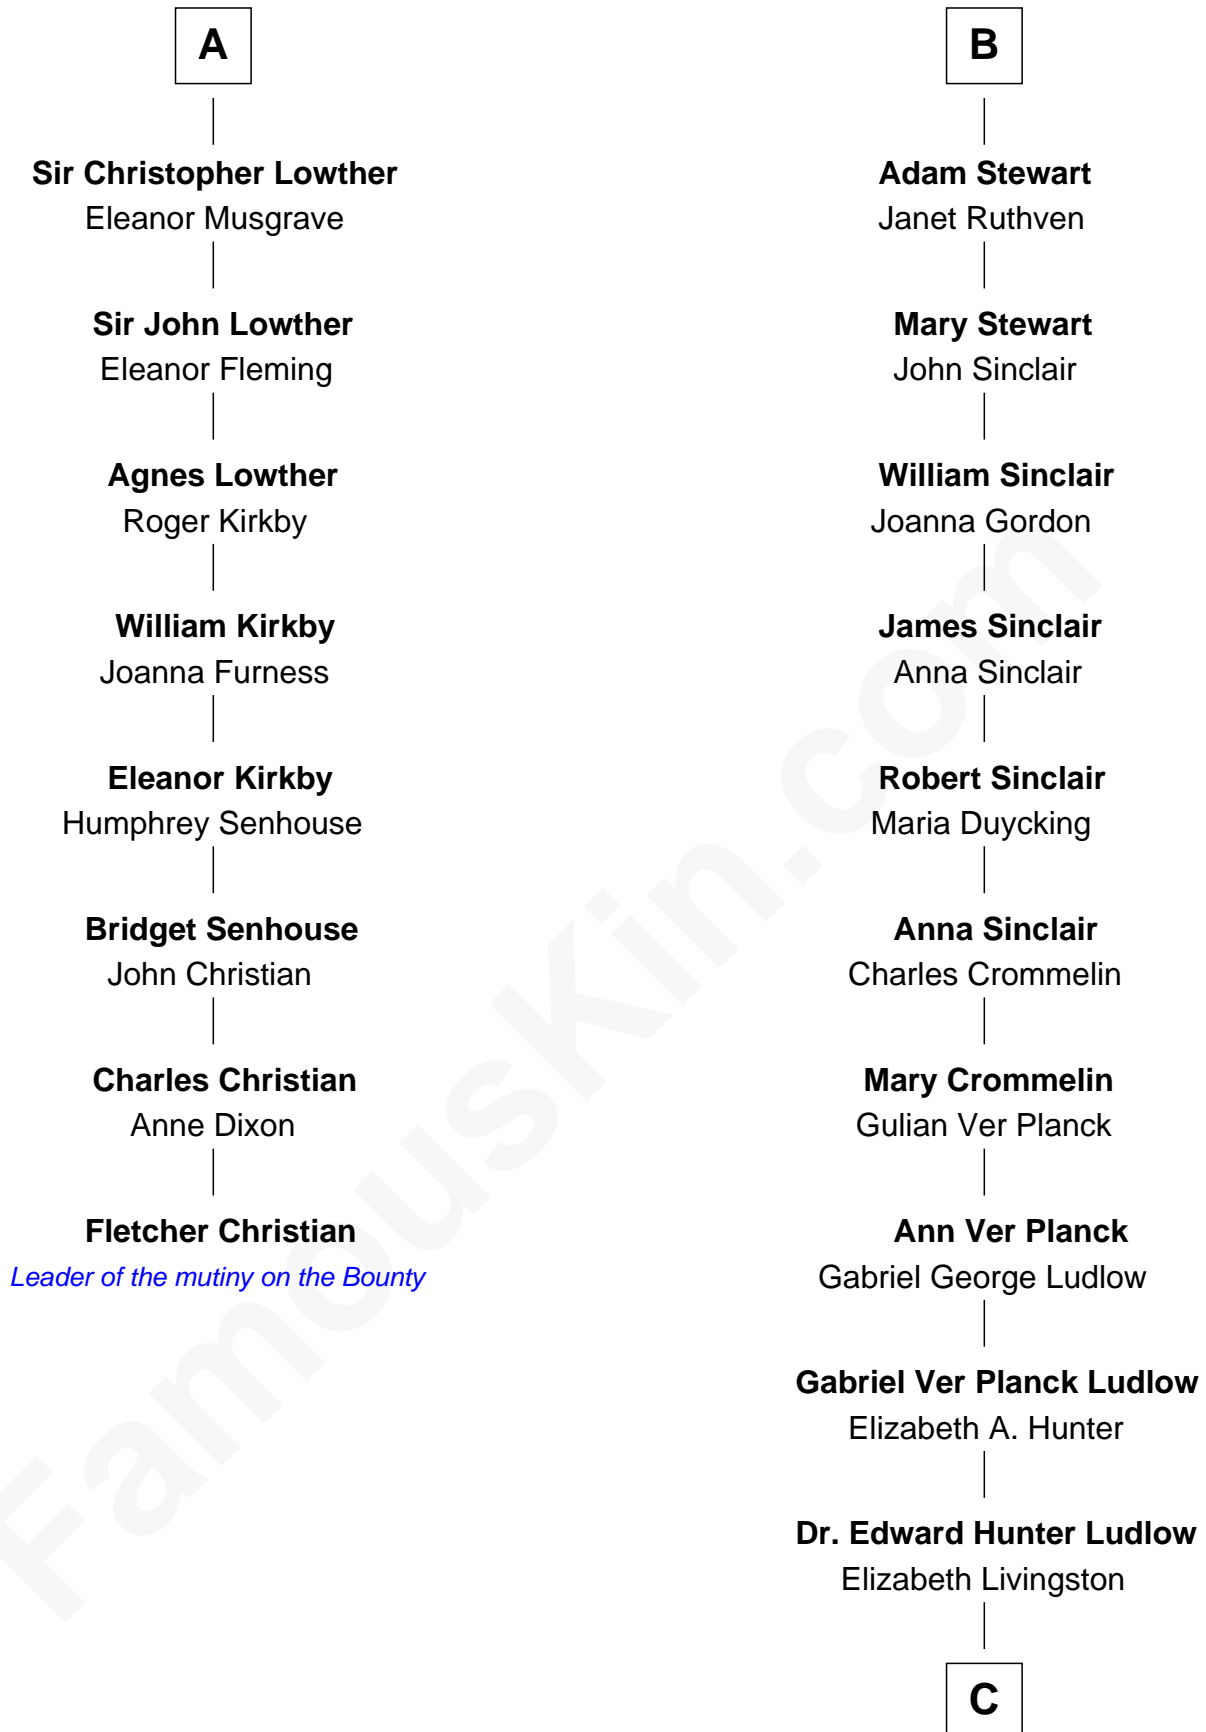 A
Sir Christopher Lowther
Eleanor Musgrave
Sir John Lowther
Eleanor Fleming
Agnes Lowther
Roger Kirkby
William Kirkby
Joanna Furness
Eleanor Kirkby
Humphrey Senhouse
Bridget Senhouse
John Christian
Charles Christian
Anne Dixon
Fletcher Christian
Leader of the mutiny on the Bounty
B
Adam Stewart
Janet Ruthven
Mary Stewart
John Sinclair
William Sinclair
Joanna Gordon
James Sinclair
Anna Sinclair
Robert Sinclair
Maria Duycking
Anna Sinclair
Charles Crommelin
Mary Crommelin
Gulian Ver Planck
Ann Ver Planck
Gabriel George Ludlow
Gabriel Ver Planck Ludlow
Elizabeth A. Hunter
Dr. Edward Hunter Ludlow
Elizabeth Livingston
C
FamousKin.com